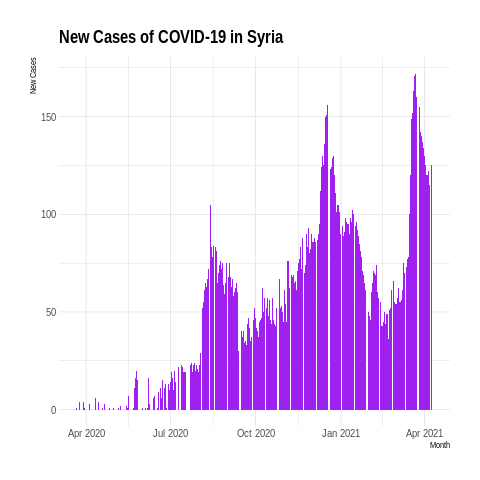 New Cases of COVID-19 in Syria
New Cases
150
100
50
0
Apr 2020 Jul 2020 Oct 2020 Jan 2021 Apr 2021
Month